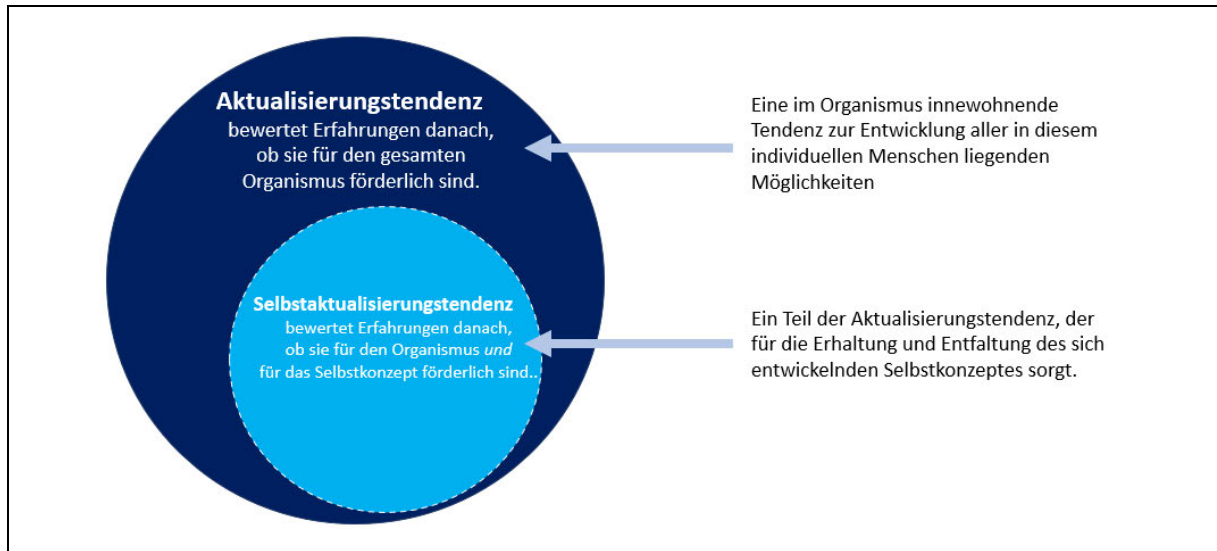 Aktualisierungstendenz
bewertet Erfahrungen danach,
ob sie für den gesamten
Organismus förderlich sind.
Eine im Organismus innewohnende
Tendenz zur Entwicklung aller in diesem
individuellen Menschen liegenden
Möglichkeiten
Selbstaktualisierungstendenz
bewertet Erfahrungen danach,
ob sie für den Organismus und
für das Selbstkonzept förderlich sind..
Ein Teil der Aktualisierungstendenz, der
für die Erhaltung und Entfaltung des sich
entwickelnden Selbstkonzeptes sorgt.